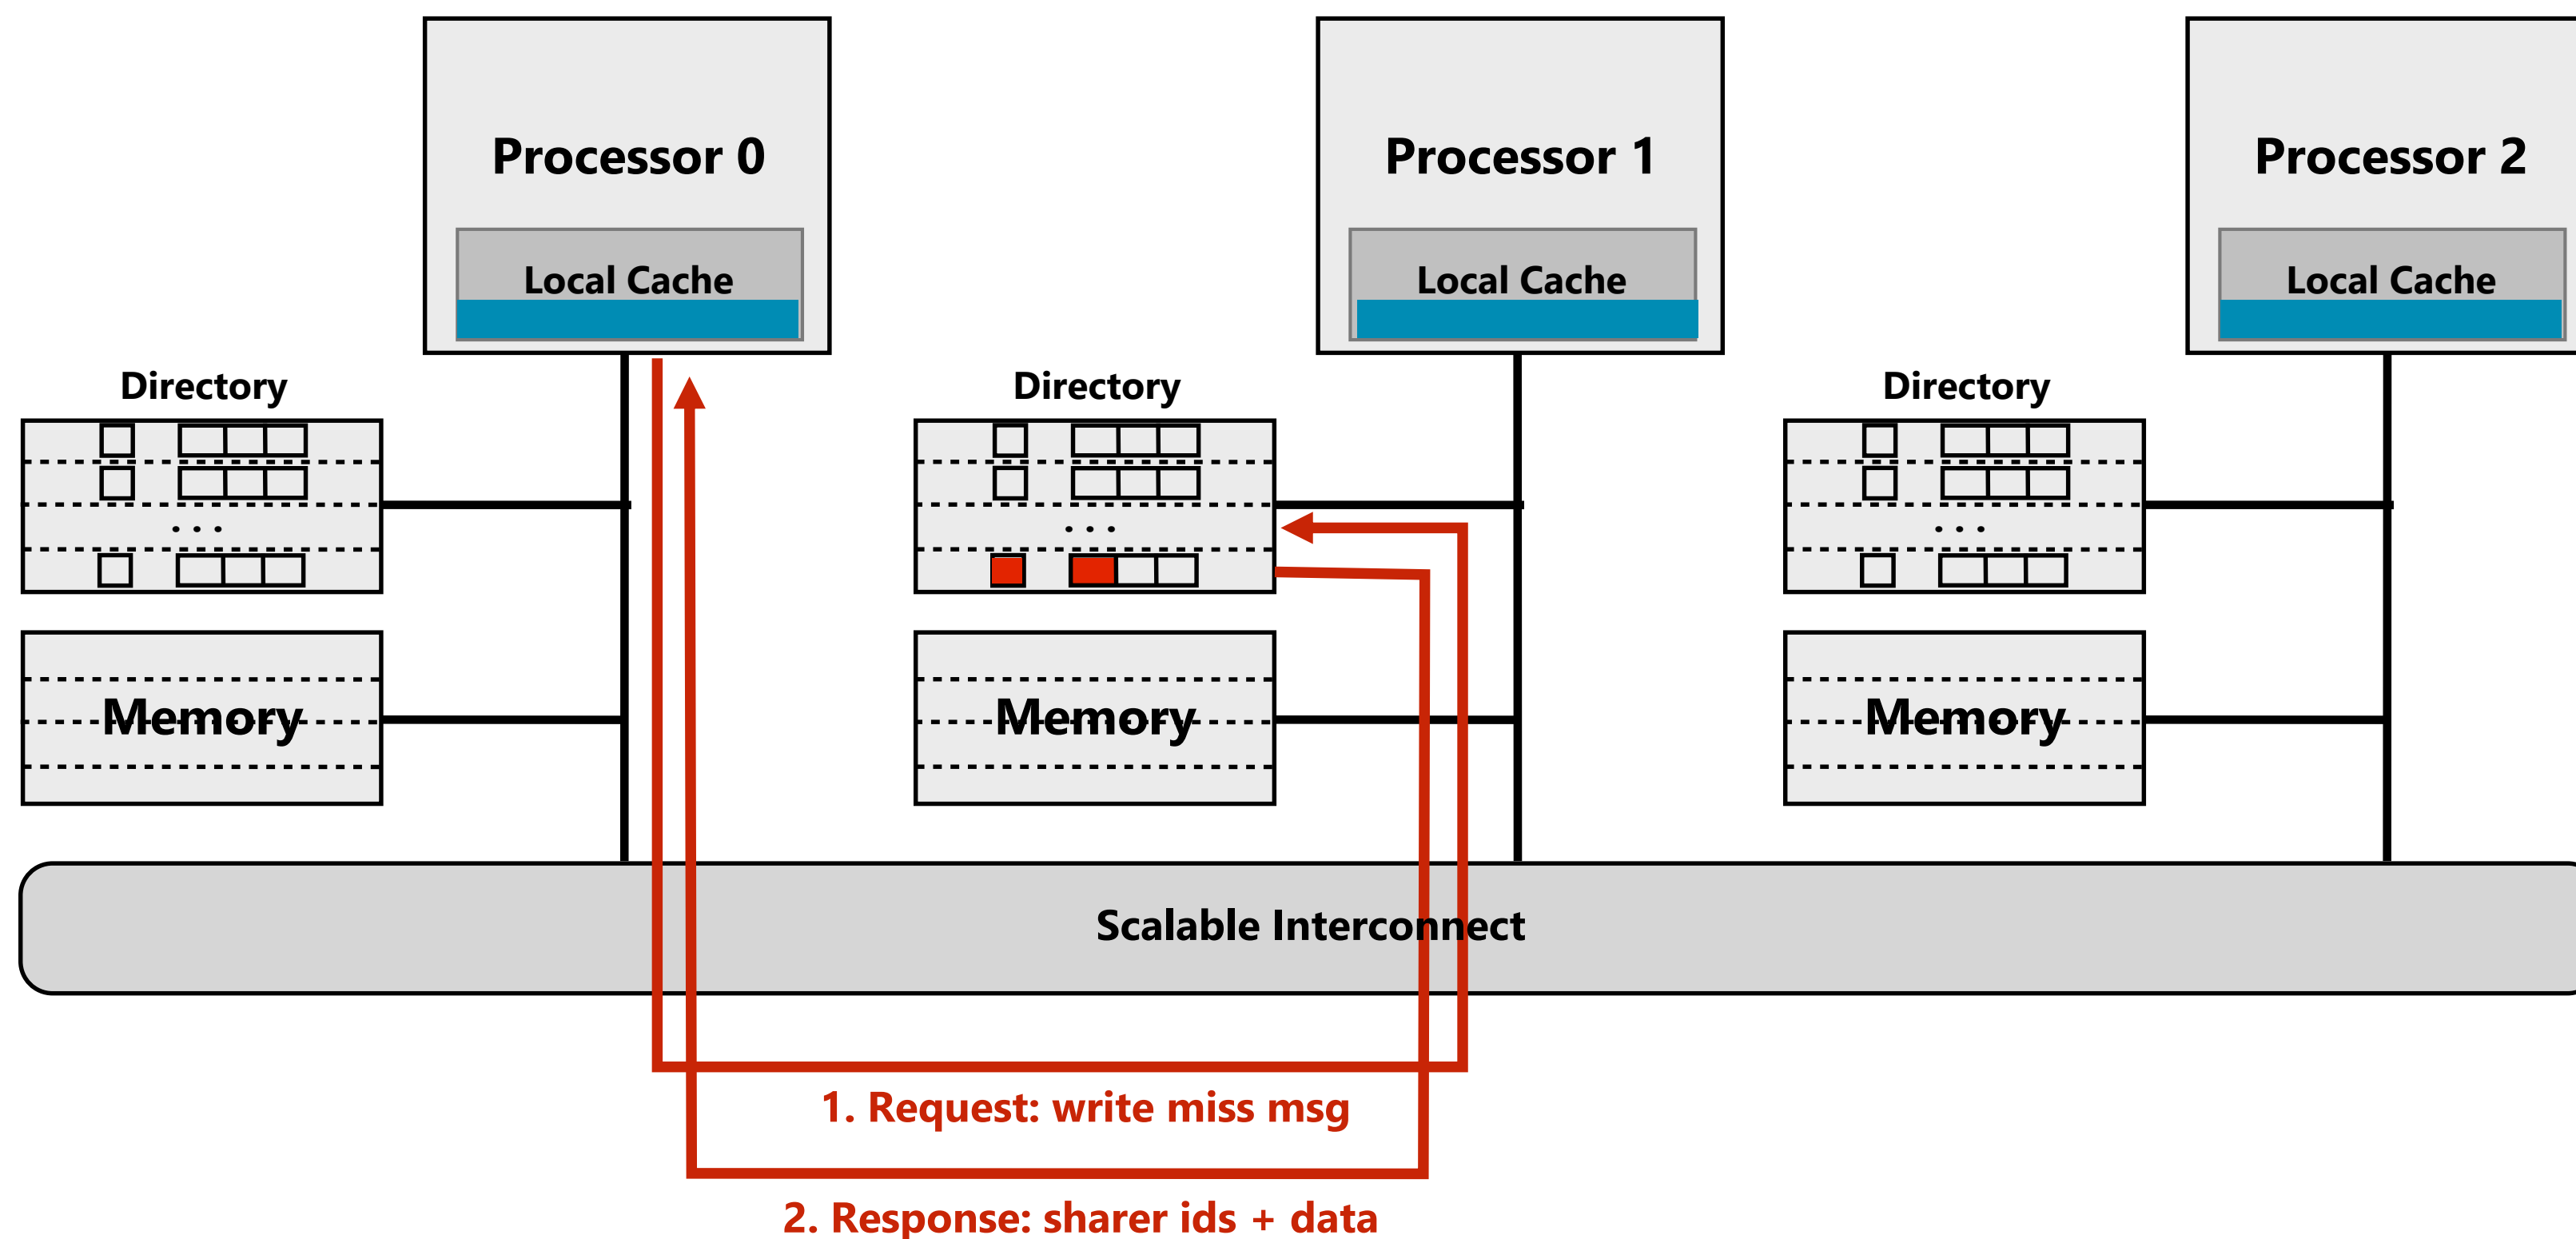 Processor 0
Processor 1
Processor 2
Local Cache
Local Cache
Local Cache
Directory
Directory
Directory
. . .
. . .
. . .
Memory
Memory
Memory
Scalable Interconnect
1. Request: write miss msg
2. Response: sharer ids + data